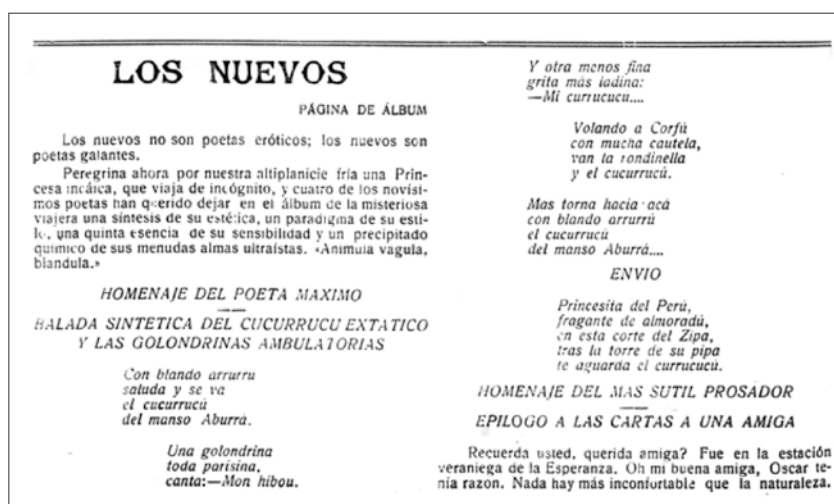 LOS NUEVOS
PÁGINA DE ÁLBUM
Los nuevos no son poetas eróticos; los nuevos son
poetas galantes.
Peregrina ahora por nuestra altiplanicie fría una Prin-
cesa incáica, que viaja de incógnito, y cuatro de los novísi-
mos poetas han querido dejar en el álbum de la misteriosa
viajera una síntesis de su estética, un paradigma de su esti-
lo, una quinta esencia de su sensibilidad y un precipitado
químico de sus menudas almas ultraístas. «Animula vagula,
blandula.»
HOMENAJE DEL POETA MAXIMO
BALADA SINTETICA DEL CUCURRUCU EXTATICO
Y LAS GOLONDRINAS AMBULATORIAS
Con blando arrurru
saluda y se va
el cucurrucú
del manso Aburrá.
Una golondrina
toda parisina,
canta:—Mon hibou.
Y otra menos fina
grita más ladina:
—Mi currucucu....
Volando a Corfú
con mucha cautela,
van la rondinella
y el cucurrucú.
Mas torna hacia acá
con blando arrurrú
el cucurrucú
del manso Aburrá....
ENVIO
Princesita del Perú,
fragante de almoradú,
en esta corte del Zipa,
tras la torre de su pipa
te aguarda el currucucú.
HOMENAJE DEL MAS SUTIL PROSADOR
EPILOGO A LAS CARTAS A UNA AMIGA
Recuerda usted, querida amiga? Fue en la estación
veraniega de la Esperanza. Oh mi buena amiga, Oscar te-
nía razon. Nada hay más inconfortable que la naturaleza.